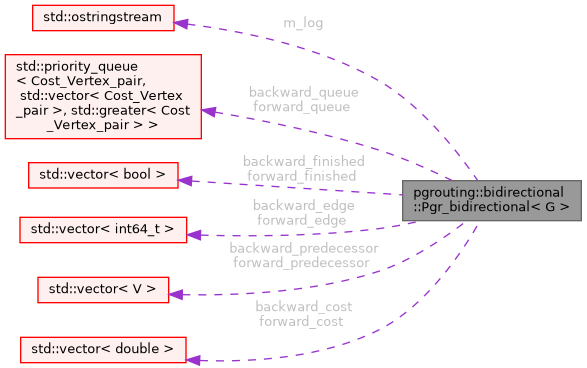 std::ostringstream
m_log
std::priority_queue
< Cost_Vertex_pair,
std::vector< Cost_Vertex
_pair >, std::greater< Cost
_Vertex_pair > >
backward_queue
forward_queue
std::vector< bool >
backward_finished
forward_finished
pgrouting::bidirectional
::Pgr_bidirectional< G >
std::vector< int64_t >
backward_edge
forward_edge
std::vector< V >
backward_predecessor
forward_predecessor
std::vector< double >
backward_cost
forward_cost